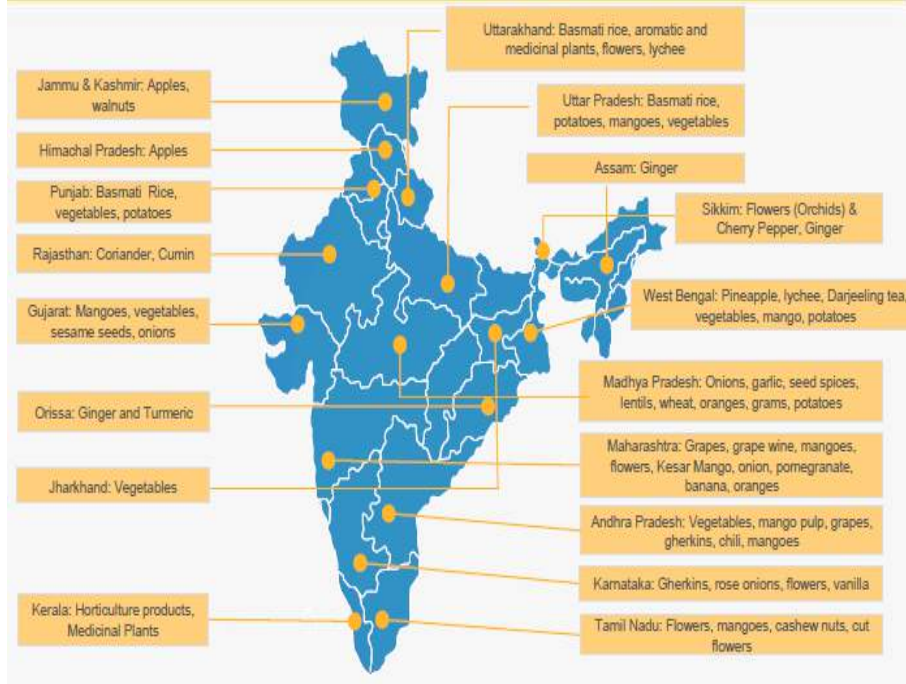 Uttarakhand: Basmati rice, aromatic and
medicinal plants, flowers, lychee
Jammu & Kashmir: Apples,
walnuts
Uttar Pradesh: Basmati rice,
potatoes, mangoes, vegetables
Himachal Pradesh: Apples
Assam: Ginger
Punjab: Basmati Rice,
vegetables, potatoes
Sikkim: Flowers (Orchids) &
Cherry Pepper, Ginger
Rajasthan: Coriander, Cumin
Gujarat: Mangoes, vegetables,
sesame seeds, onions
West Bengal: Pineapple, lychee, Darjeeling tea,
vegetables, mango, potatoes
Madhya Pradesh: Onions, garlic, seed spices,
lentils, wheat, oranges, grams, potatoes
Orissa: Ginger and Turmeric
Maharashtra: Grapes, grape wine, mangoes,
flowers, Kesar Mango, onion, pomegranate,
banana, oranges
Jharkhand: Vegetables
Andhra Pradesh: Vegetables, mango pulp, grapes,
gherkins, chili, mangoes
Karnataka: Gherkins, rose onions, flowers, vanilla
Kerala: Horticulture products,
Medicinal Plants
Tamil Nadu: Flowers, mangoes, cashew nuts, cut
flowers